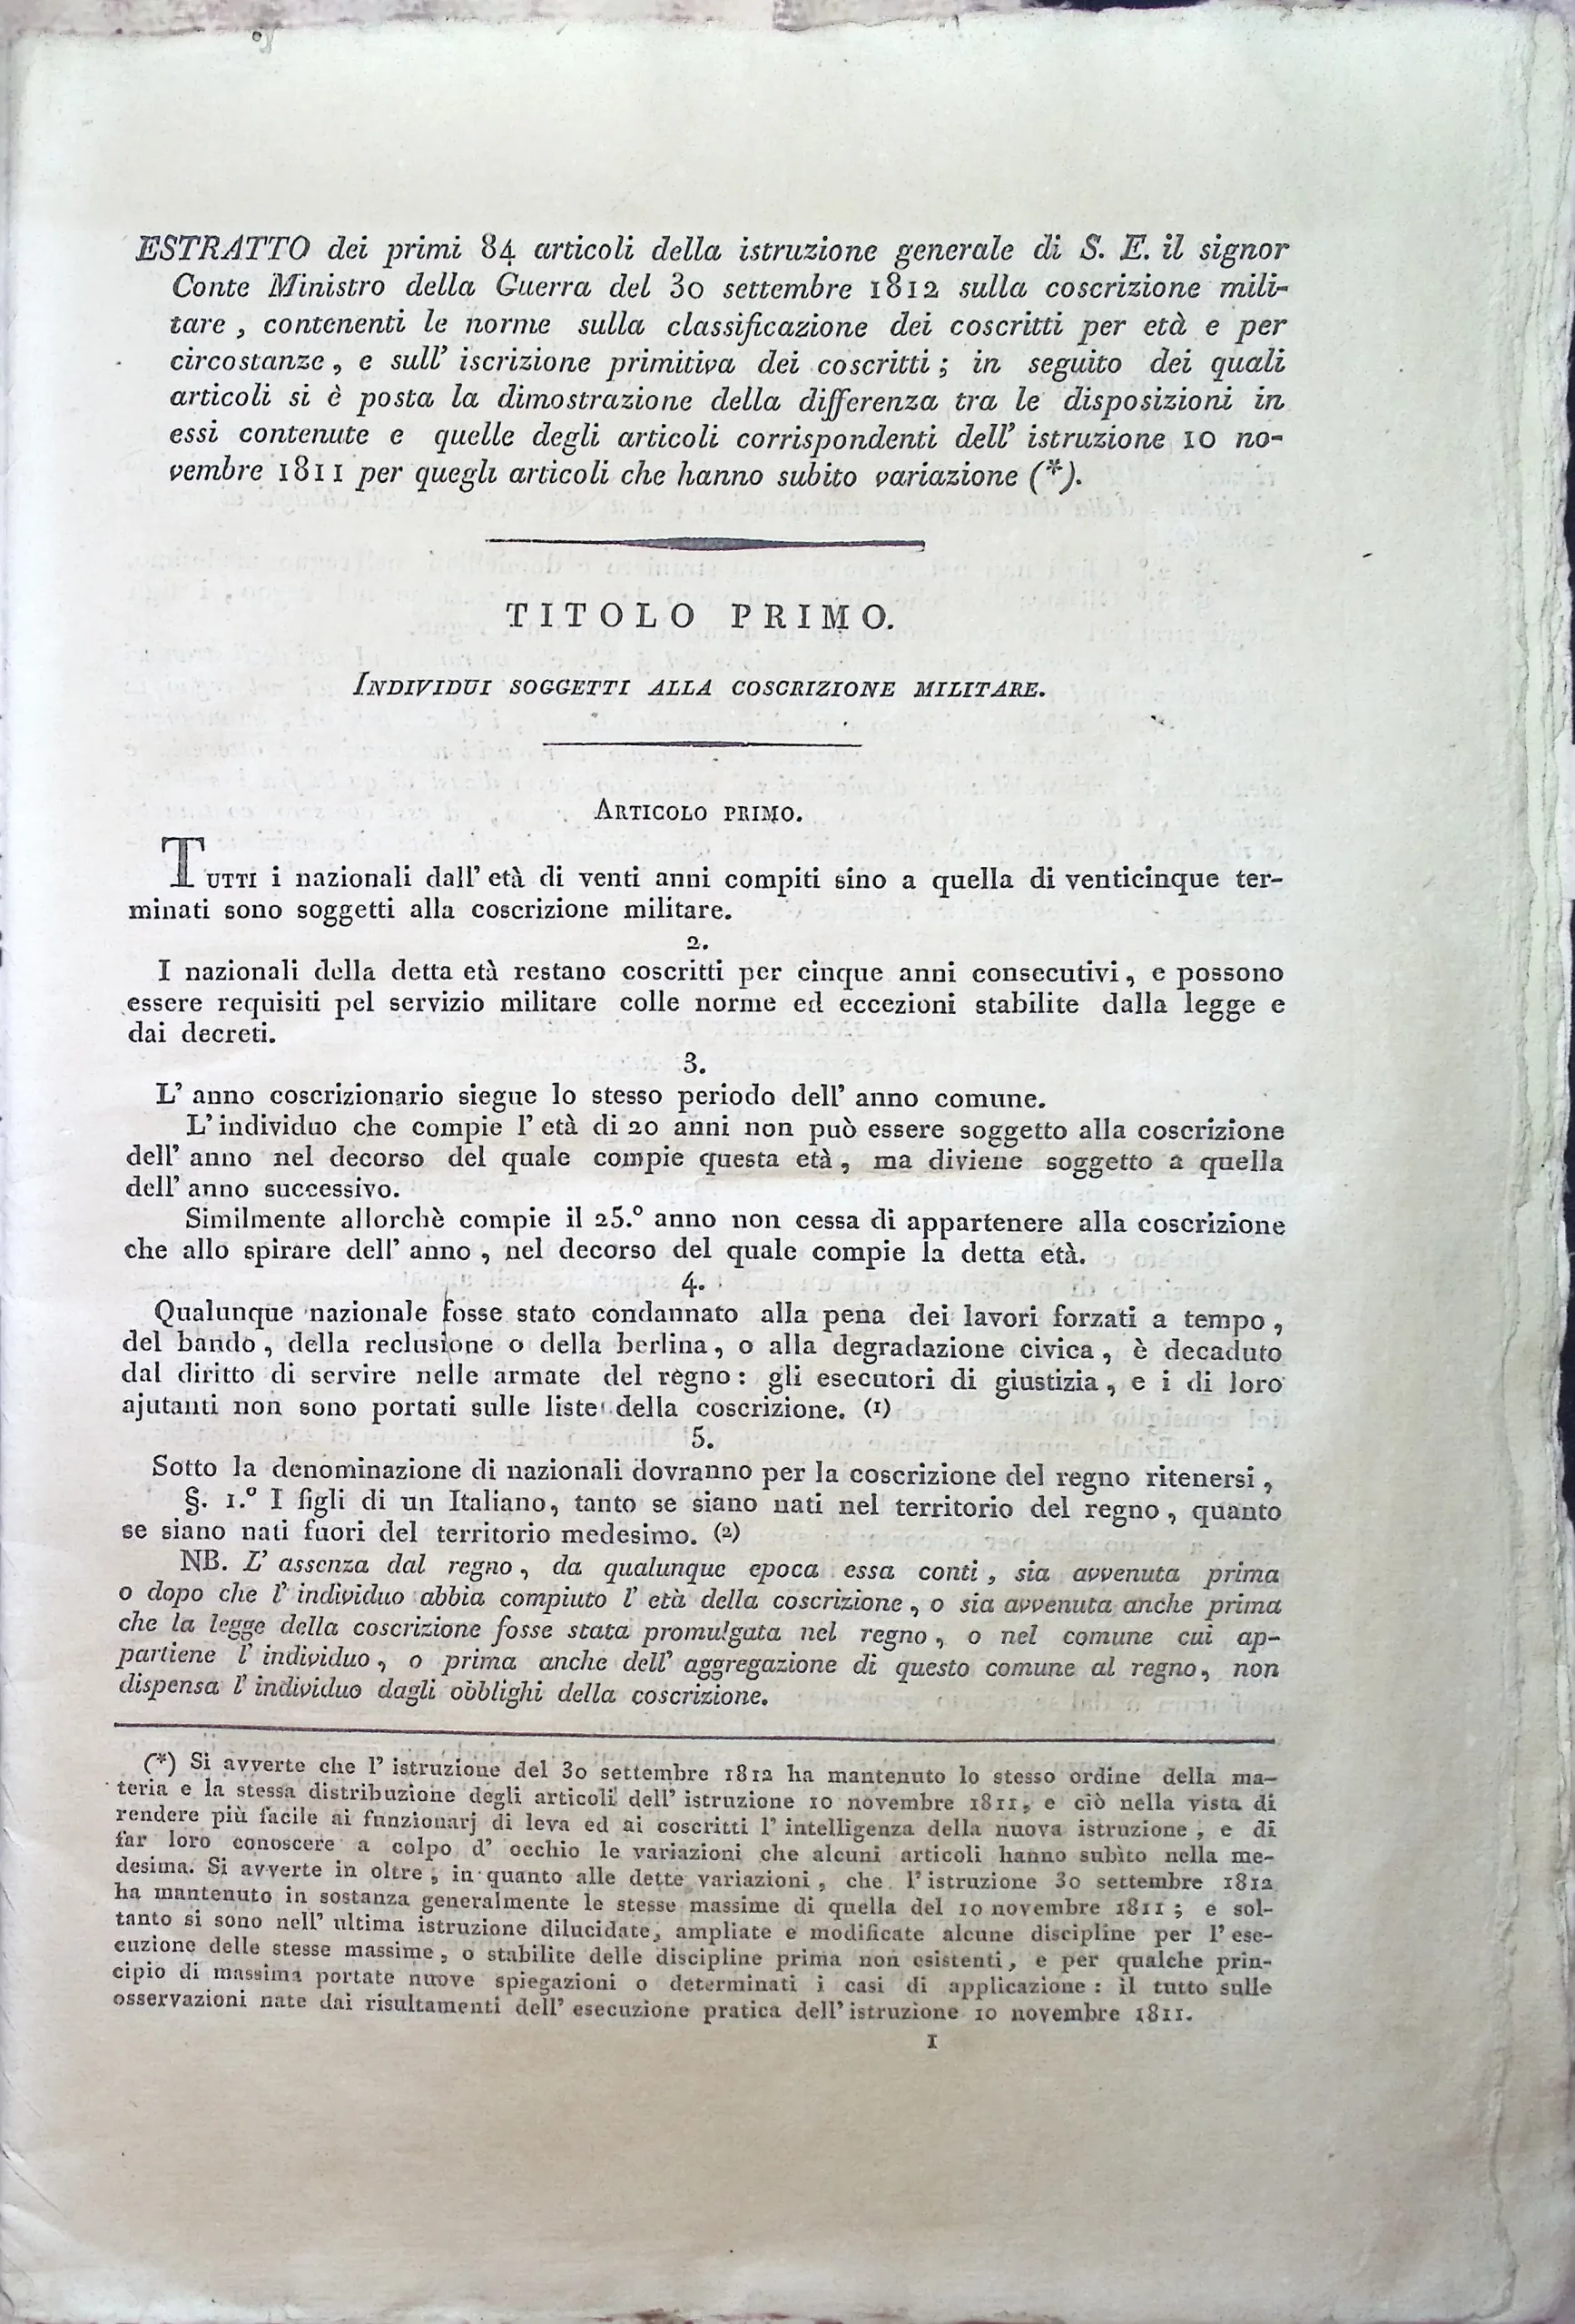 ESTRATTO dei primi 84 articoli della istruzione generale di S. E. il signor
Conte Ministro della Guerra del 30 settembre 1812 sulla coscrizione mili-
tare, contenenti le norme sulla classificazione dei coscritti per età e per
circostanze, e sull' iscrizione primitiva dei coscritti; in seguito dei quali
articoli si è posta la dimostrazione della differenza tra le disposizioni in
essi contenute e quelle degli articoli corrispondenti dell' istruzione 10 no-
vembre 1811 per quegli articoli che hanno subito variazione (*).
TITOLO PRIMO.
INDIVIDUI SOGGETTI ALLA COSCRIZIONE MILITARE.
ARTICOLO PRIMO.
TUTTI i nazionali dall' età di venti anni compiti sino a quella di venticinque ter-
minati sono soggetti alla coscrizione militare.
2.
I nazionali della detta età restano coscritti per cinque anni consecutivi, e possono
essere requisiti pel servizio militare colle norme ed eccezioni stabilite dalla legge e
dai decreti.
3.
L' anno coscrizionario siegue lo stesso periodo dell' anno comune.
L' individuo che compie l' età di 20 anni non può essere soggetto alla coscrizione
dell' anno nel decorso del quale compie questa età, ma diviene soggetto a quella
dell' anno successivo.
Similmente allorchè compie il 25.° anno non cessa di appartenere alla coscrizione
che allo spirare dell' anno, nel decorso del quale compie la detta età.
4.
Qualunque nazionale fosse stato condannato alla pena dei lavori forzati a tempo,
del bando, della reclusione o della berlina, o alla degradazione civica, è decaduto
dal diritto di servire nelle armate del regno: gli esecutori di giustizia, e i di loro
ajutanti non sono portati sulle liste della coscrizione. (1)
5.
Sotto la denominazione di nazionali dovranno per la coscrizione del regno ritenersi,
§. 1.° I figli di un Italiano, tanto se siano nati nel territorio del regno, quanto
se siano nati fuori del territorio medesimo. (2)
NB. L' assenza dal regno, da qualunque epoca essa conti, sia avvenuta prima
o dopo che l' individuo abbia compiuto l' età della coscrizione, o sia avvenuta anche prima
che la legge della coscrizione fosse stata promulgata nel regno, o nel comune cui ap-
partiene l' individuo, o prima anche dell' aggregazione di questo comune al regno, non
dispensa l' individuo dagli obblighi della coscrizione.
(*) Si avverte che l' istruzione del 30 settembre 1812 ha mantenuto lo stesso ordine della ma-
teria e la stessa distribuzione degli articoli dell' istruzione 10 novembre 1811, e ciò nella vista di
rendere più facile ai funzionarj di leva ed ai coscritti l' intelligenza della nuova istruzione, e di
far loro conoscere a colpo d' occhio le variazioni che alcuni articoli hanno subìto nella me-
desima. Si avverte in oltre, in quanto alle dette variazioni, che l' istruzione 30 settembre 1812
ha mantenuto in sostanza generalmente le stesse massime di quella del 10 novembre 1811; e sol-
tanto si sono nell' ultima istruzione dilucidate, ampliate e modificate alcune discipline per l' ese-
cuzione delle stesse massime, o stabilite delle discipline prima non esistenti, e per qualche prin-
cipio di massima portate nuove spiegazioni o determinati i casi di applicazione: il tutto sulle
osservazioni nate dai risultamenti dell' esecuzione pratica dell' istruzione 10 novembre 1811.
1